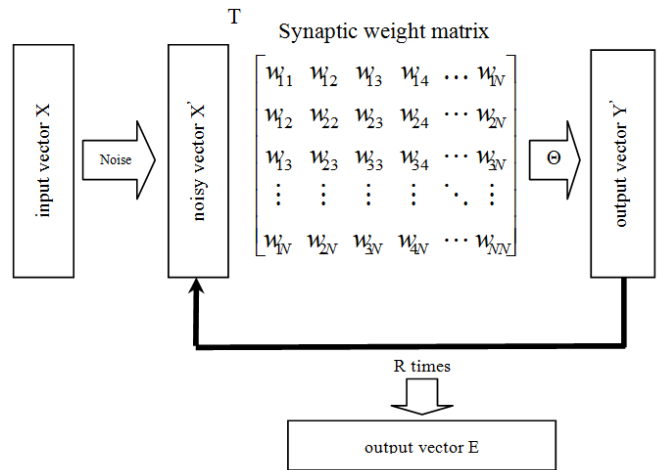 T
Synaptic weight matrix
input vector X
Noise
noisy vector X'
w11 w12 w13 w14 … w1N
w12 w22 w23 w24 … w2N
w13 w23 w33 w34 … w3N
⋮ ⋮ ⋮ ⋮ ⋱ ⋮
w1N w2N w3N w4N … wNN
Θ
output vector Y'
R times
output vector E